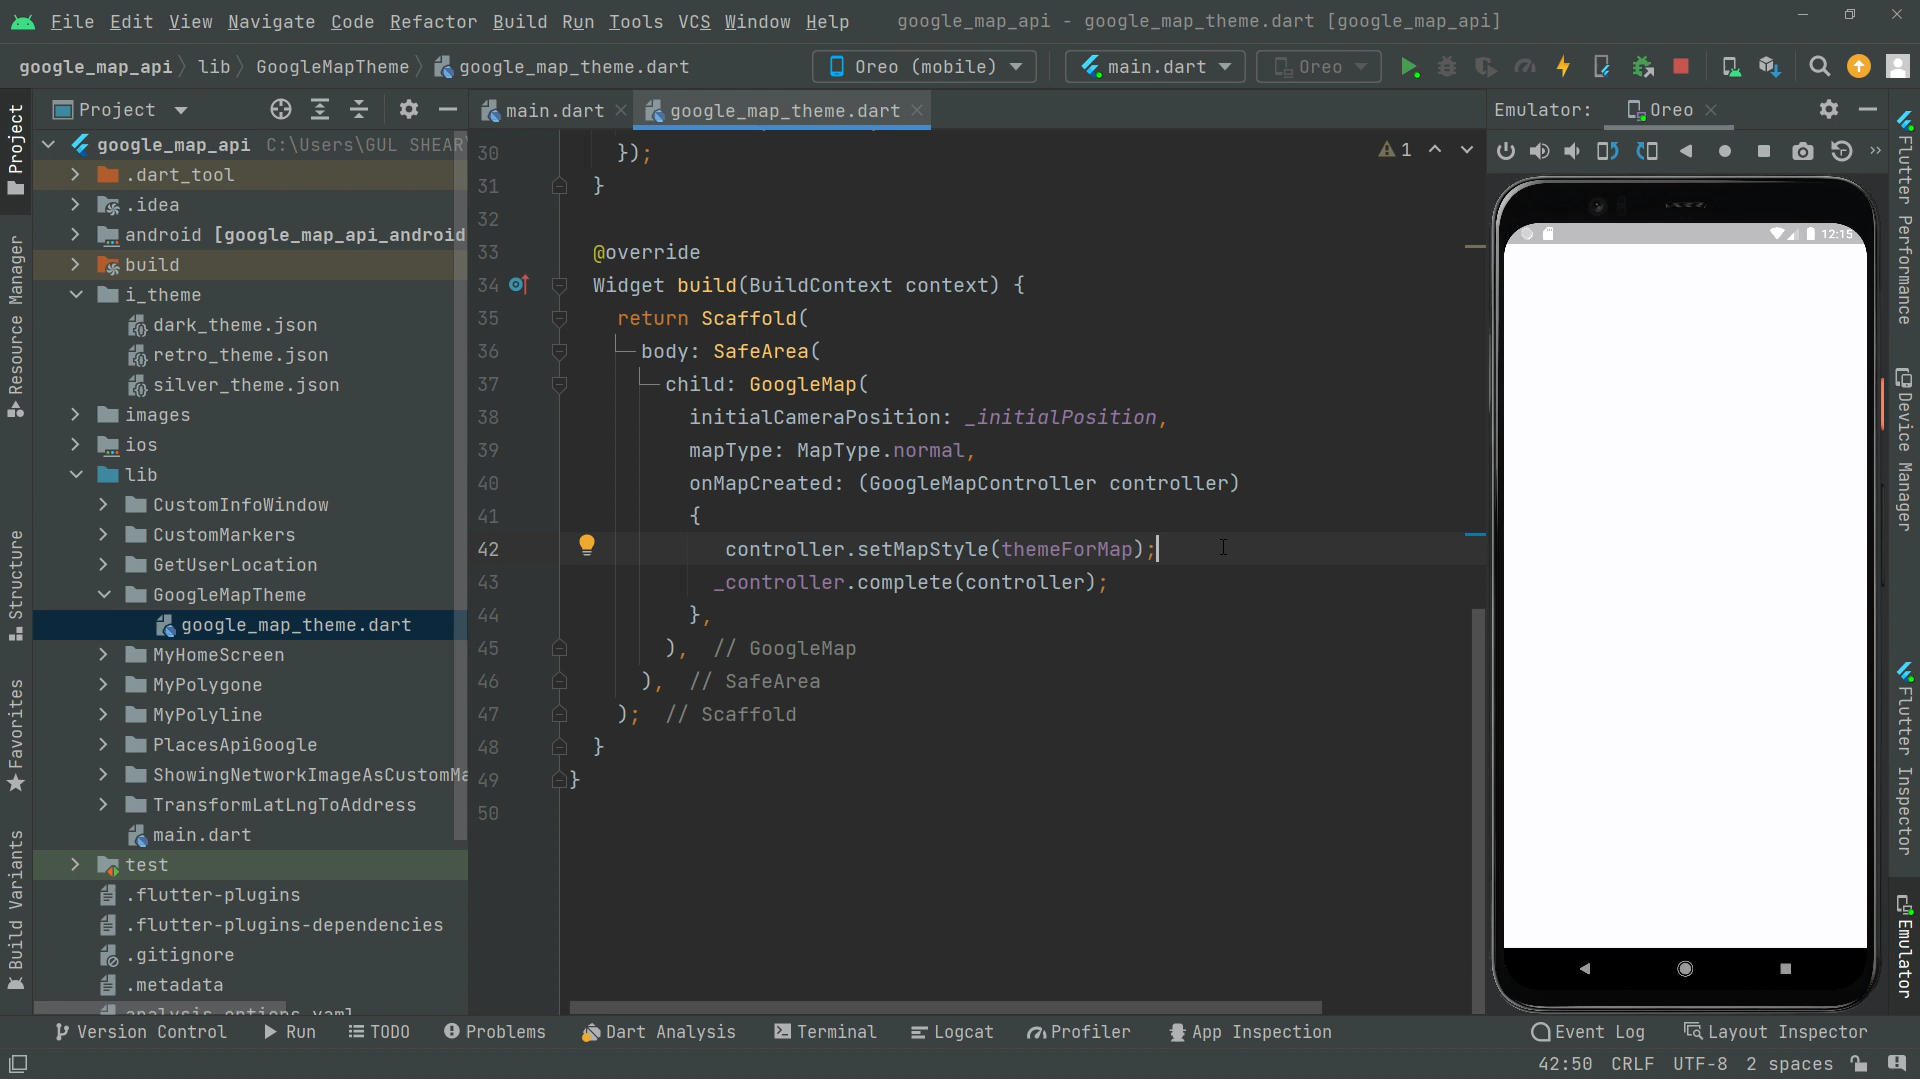 File Edit View Navigate Code Refactor Build Run Tools VCS Window Help google_map_api - google_map_theme.dart [google_map_api]
google_map_api lib GoogleMapTheme google_map_theme.dart Oreo (mobile) main.dart Oreo
Project main.dart google_map_theme.dart Emulator: Oreo
google_map_api C:\Users\GUL SHEAR
.dart_tool
.idea
android [google_map_api_android
build
i_theme
dark_theme.json
retro_theme.json
silver_theme.json
images
ios
lib
CustomInfoWindow
CustomMarkers
GetUserLocation
GoogleMapTheme
google_map_theme.dart
MyHomeScreen
MyPolygone
MyPolyline
PlacesApiGoogle
ShowingNetworkImageAsCustomMa
TransformLatLngToAddress
main.dart
test
.flutter-plugins
.flutter-plugins-dependencies
.gitignore
.metadata
analysis_options.yaml
30 });
31 }
32
33 @override
34 Widget build(BuildContext context) {
35 return Scaffold(
36 body: SafeArea(
37 child: GoogleMap(
38 initialCameraPosition: _initialPosition,
39 mapType: MapType.normal,
40 onMapCreated: (GoogleMapController controller)
41 {
42 controller.setMapStyle(themeForMap);
43 _controller.complete(controller);
44 },
45 ), // GoogleMap
46 ), // SafeArea
47 ); // Scaffold
48 }
49 }
50
1
12:15
Project
Resource Manager
Structure
Favorites
Build Variants
Flutter Performance
Device Manager
Flutter Inspector
Emulator
Version Control Run TODO Problems Dart Analysis Terminal Logcat Profiler App Inspection Event Log Layout Inspector
42:50 CRLF UTF-8 2 spaces